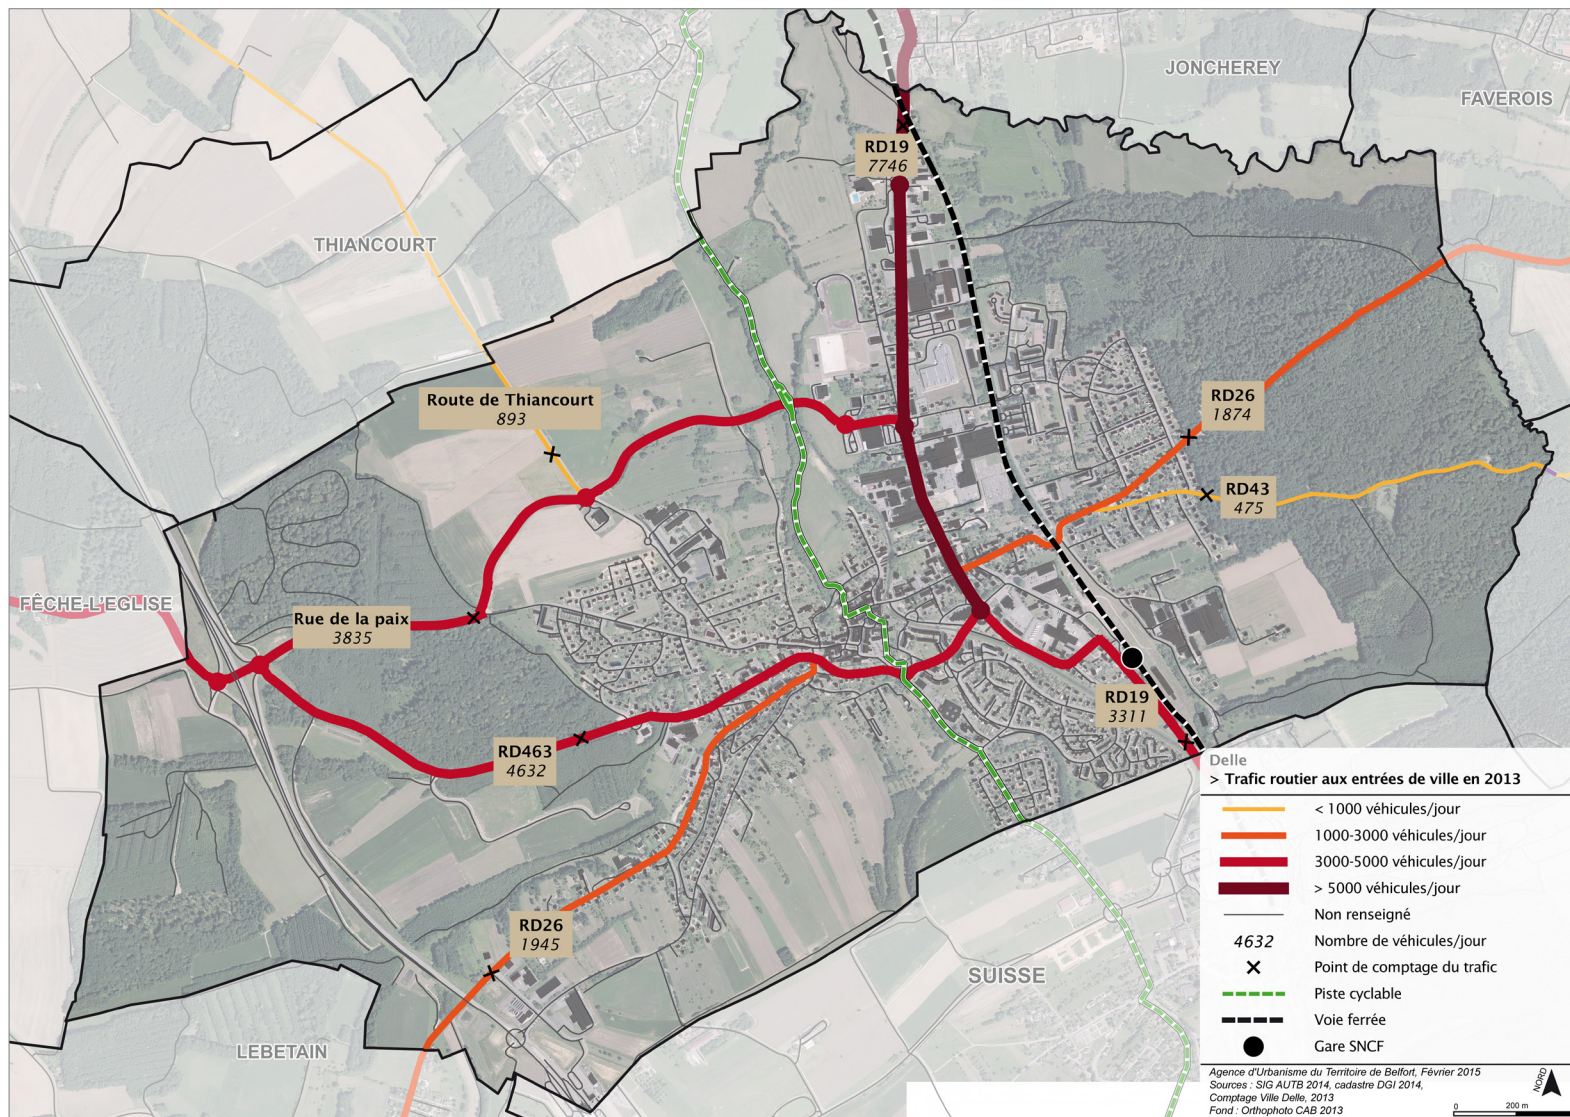 JONCHEREY
FAVEROIS
RD19
7746
THIANCOURT
Route de Thiancourt
893
RD26
1874
RD43
475
FÊCHE-L'EGLISE
Rue de la paix
3835
RD19
3311
RD463
4632
RD26
1945
SUISSE
LEBETAIN
Delle
> Trafic routier aux entrées de ville en 2013
< 1000 véhicules/jour
1000-3000 véhicules/jour
3000-5000 véhicules/jour
> 5000 véhicules/jour
Non renseigné
4632 Nombre de véhicules/jour
Point de comptage du trafic
Piste cyclable
Voie ferrée
Gare SNCF
Agence d'Urbanisme du Territoire de Belfort, Février 2015
Sources : SIG AUTB 2014, cadastre DGI 2014,
Comptage Ville Delle, 2013
Fond : Orthophoto CAB 2013
NORD
0 200 m